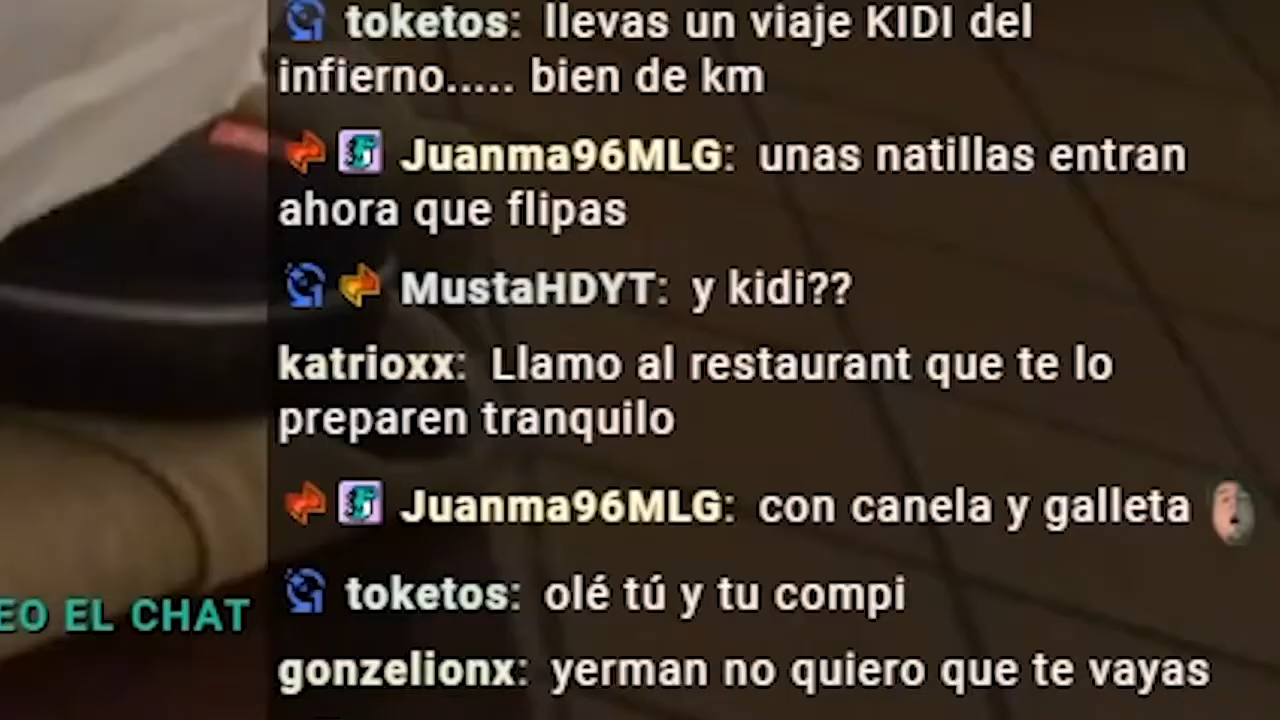 toketos: llevas un viaje KIDI del
infierno..... bien de km
Juanma96MLG: unas natillas entran
ahora que flipas
MustaHDYT: y kidi??
katrioxx: Llamo al restaurant que te lo
preparen tranquilo
Juanma96MLG: con canela y galleta
toketos: olé tú y tu compi
EO EL CHAT
gonzelionx: yerman no quiero que te vayas